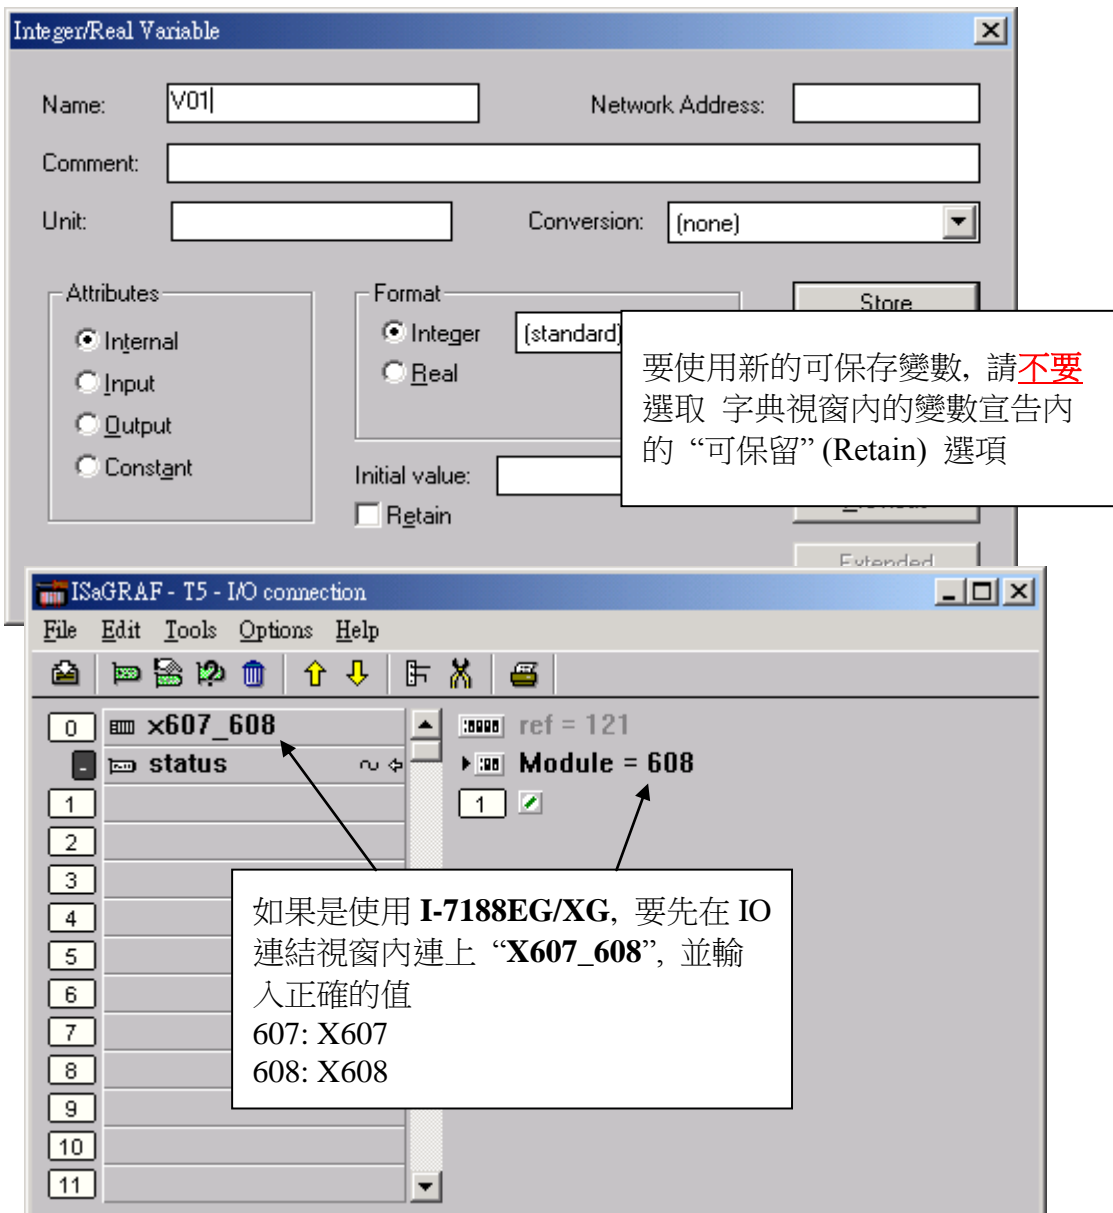 Integer/Real Variable
Name: V01 Network Address:
Comment:
Unit: Conversion: (none)
Attributes
Internal
Input
Output
Constant
Format
Integer (standard)
Real
Initial value:
Retain
Store
要使用新的可保存變數, 請不要
選取 字典視窗內的變數宣告內
的 “可保留” (Retain) 選項
Extended
ISaGRAF - T5 - I/O connection
File Edit Tools Options Help
0 x607_608
status
1
2
3
4
5
6
7
8
9
10
11
ref = 121
Module = 608
1
如果是使用 I-7188EG/XG, 要先在 IO
連結視窗內連上 “X607_608”, 並輸
入正確的值
607: X607
608: X608